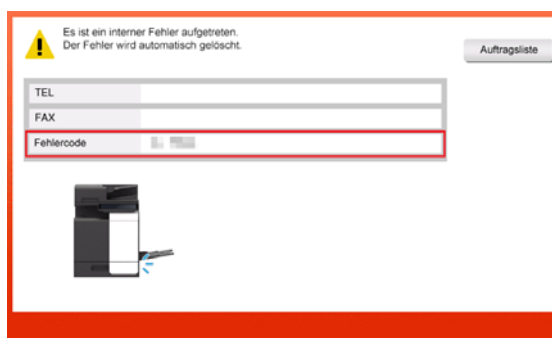 Es ist ein interner Fehler aufgetreten.
Der Fehler wird automatisch gelöscht.
Auftragsliste
TEL
FAX
Fehlercode